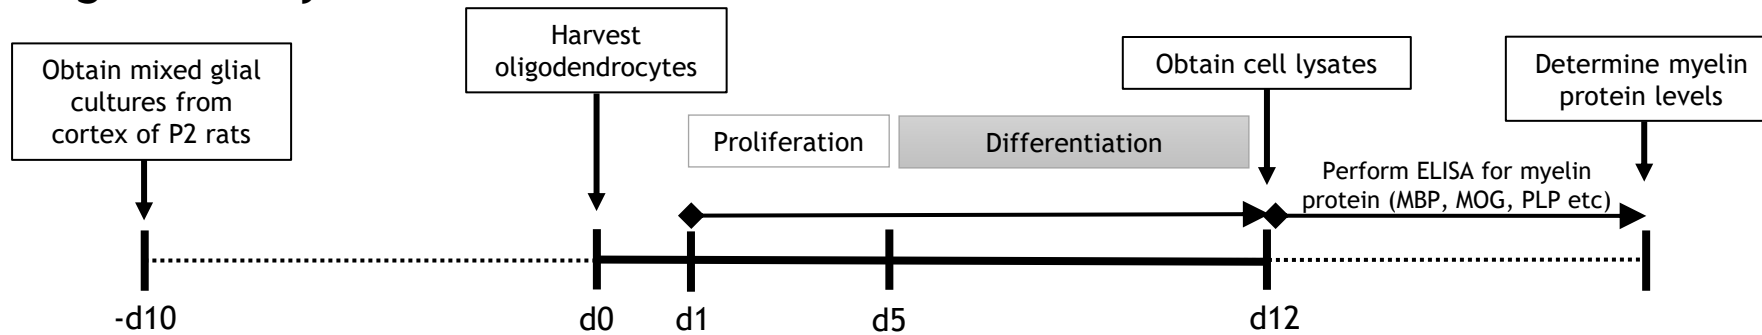 Obtain mixed glial
cultures from
cortex of P2 rats
Harvest
oligodendrocytes
Obtain cell lysates
Determine myelin
protein levels
Proliferation
Differentiation
Perform ELISA for myelin
protein (MBP, MOG, PLP etc)
-d10
d0
d1
d5
d12